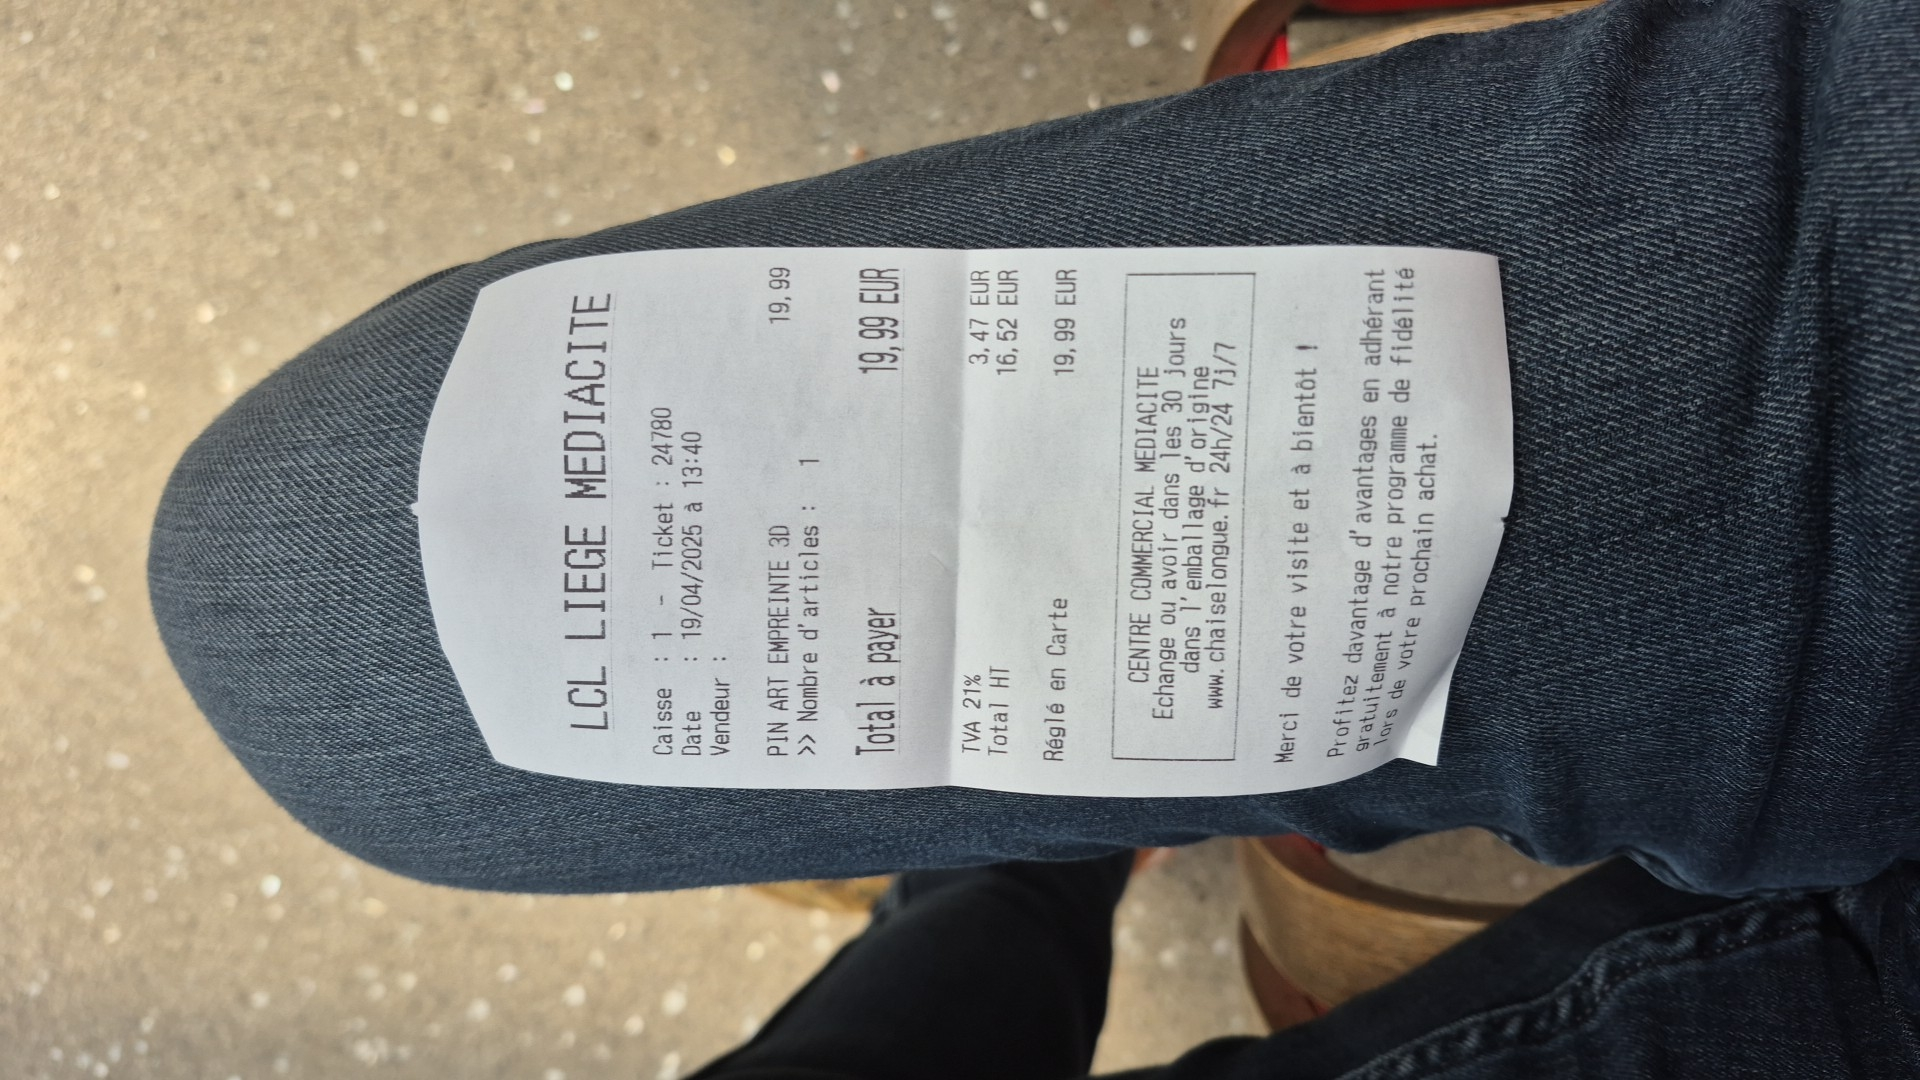 LCL LIEGE MEDIACITE
Caisse : 1 - Ticket : 24780
Date : 19/04/2025 à 13:40
Vendeur :
PIN ART EMPREINTE 3D 19,99
>> Nombre d'articles : 1
Total à payer 19,99 EUR
TVA 21% 3,47 EUR
Total HT 16,52 EUR
Réglé en Carte 19,99 EUR
CENTRE COMMERCIAL MEDIACITE
Echange ou avoir dans les 30 jours
dans l'emballage d'origine
www.chaiselongue.fr 24h/24 7j/7
Merci de votre visite et à bientôt !
Profitez davantage d'avantages en adhérant
gratuitement à notre programme de fidélité
lors de votre prochain achat.